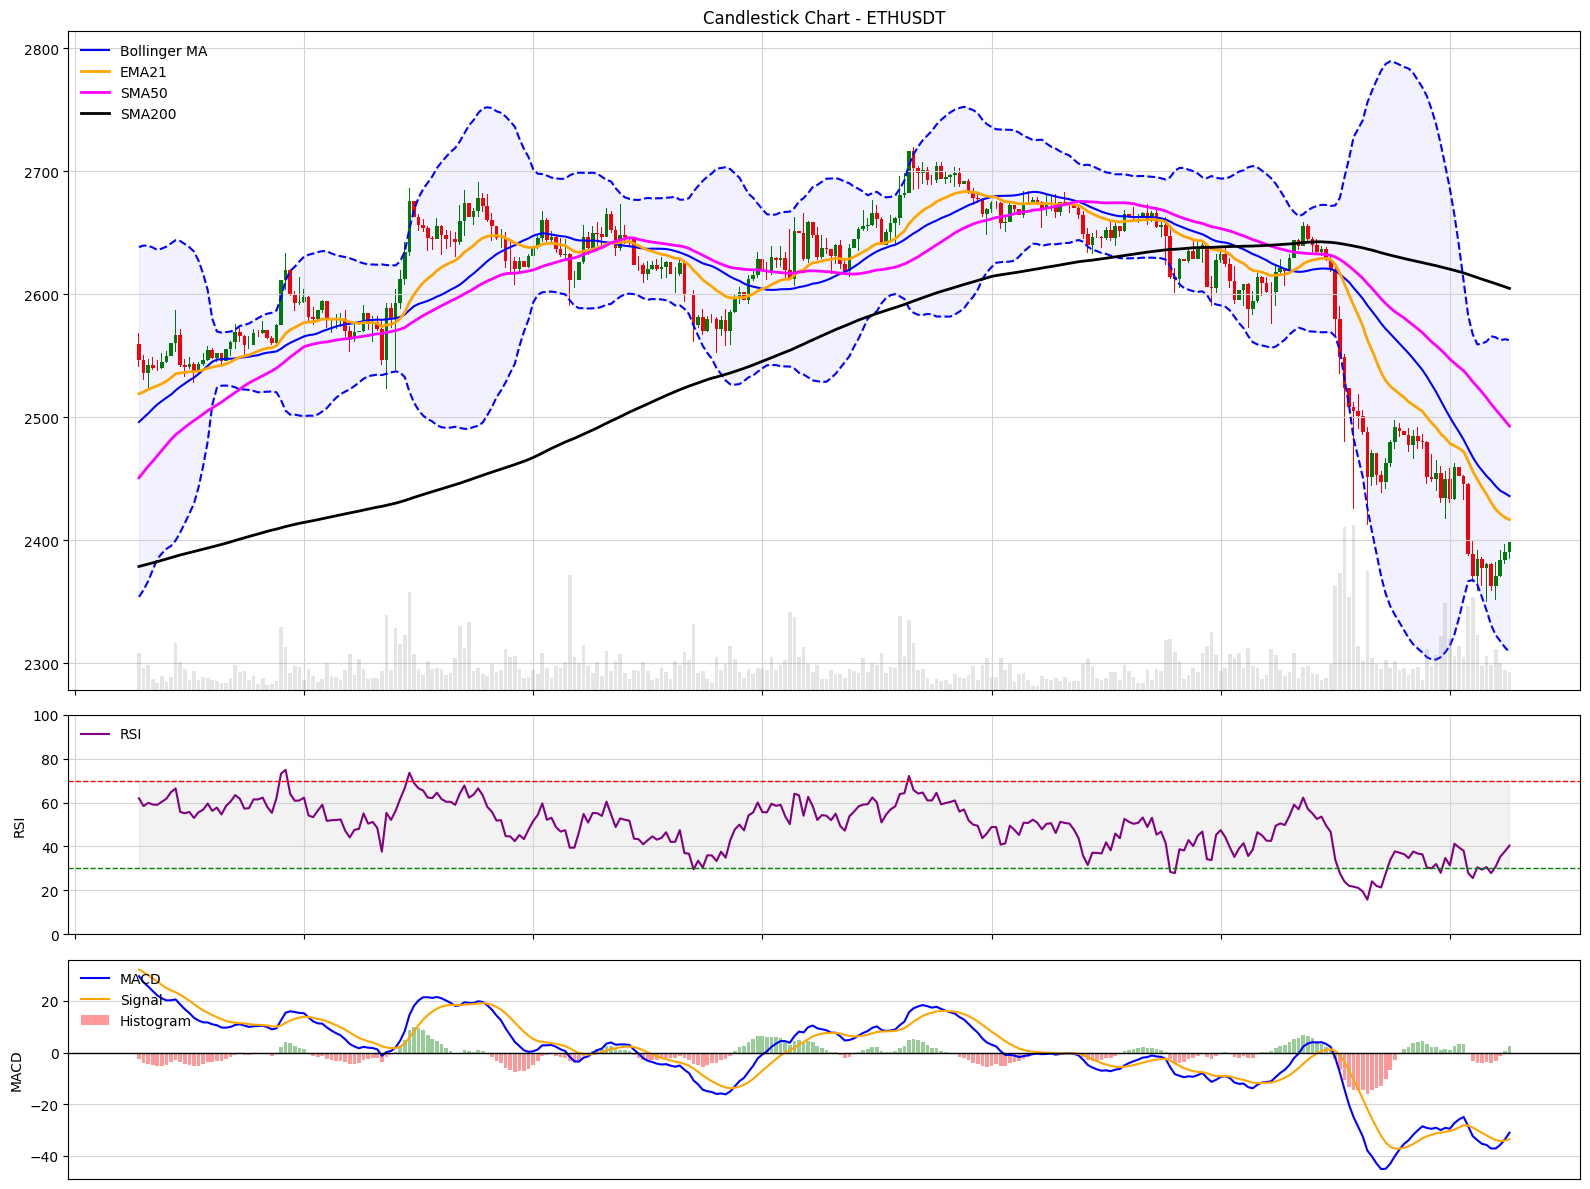 Candlestick Chart - ETHUSDT
2800
2700
2600
2500
2400
2300
Bollinger MA
EMA21
SMA50
SMA200
100
80
60
40
20
0
RSI
RSI
20
0
−20
−40
MACD
MACD
Signal
Histogram